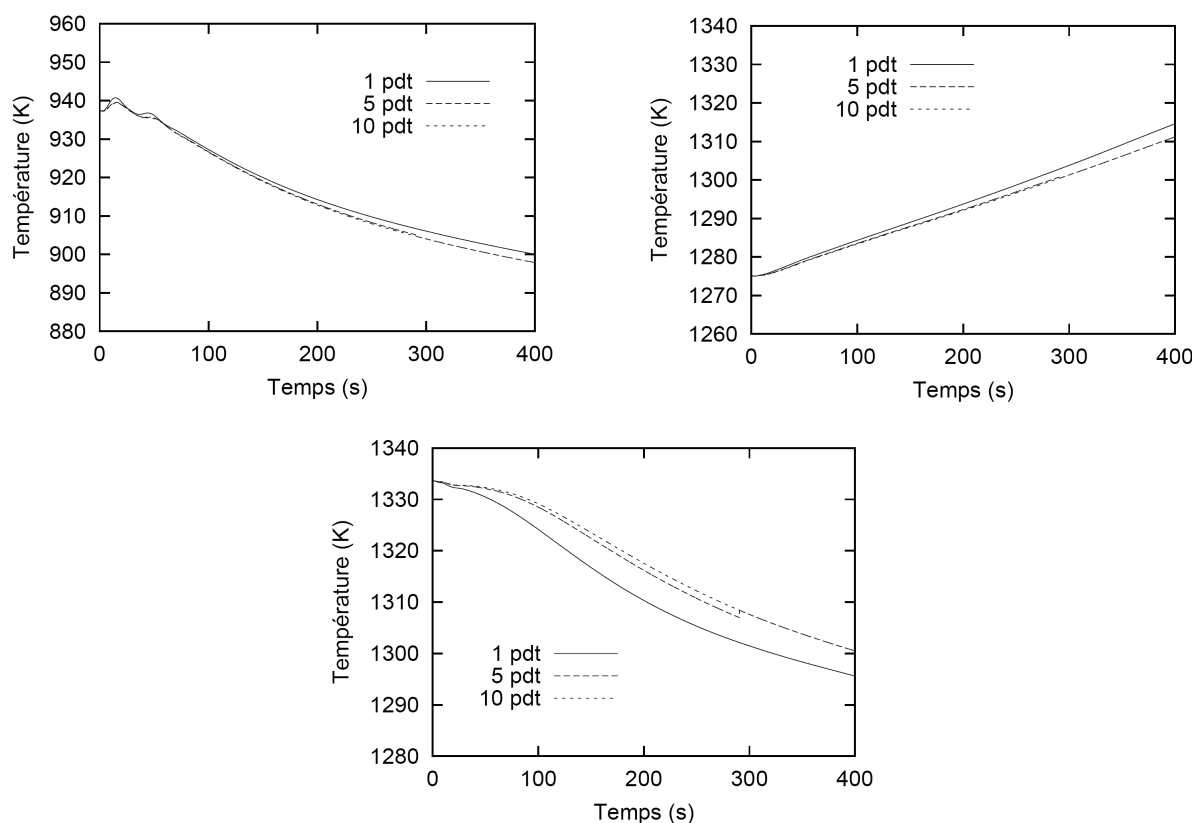 960
950
940
930
920
910
900
890
880
Température (K)
1 pdt
5 pdt
10 pdt
0 100 200 300 400
Temps (s)
1340
1330
1320
1310
1300
1290
1280
1270
1260
Température (K)
1 pdt
5 pdt
10 pdt
0 100 200 300 400
Temps (s)
1340
1330
1320
1310
1300
1290
1280
Température (K)
1 pdt
5 pdt
10 pdt
0 100 200 300 400
Temps (s)